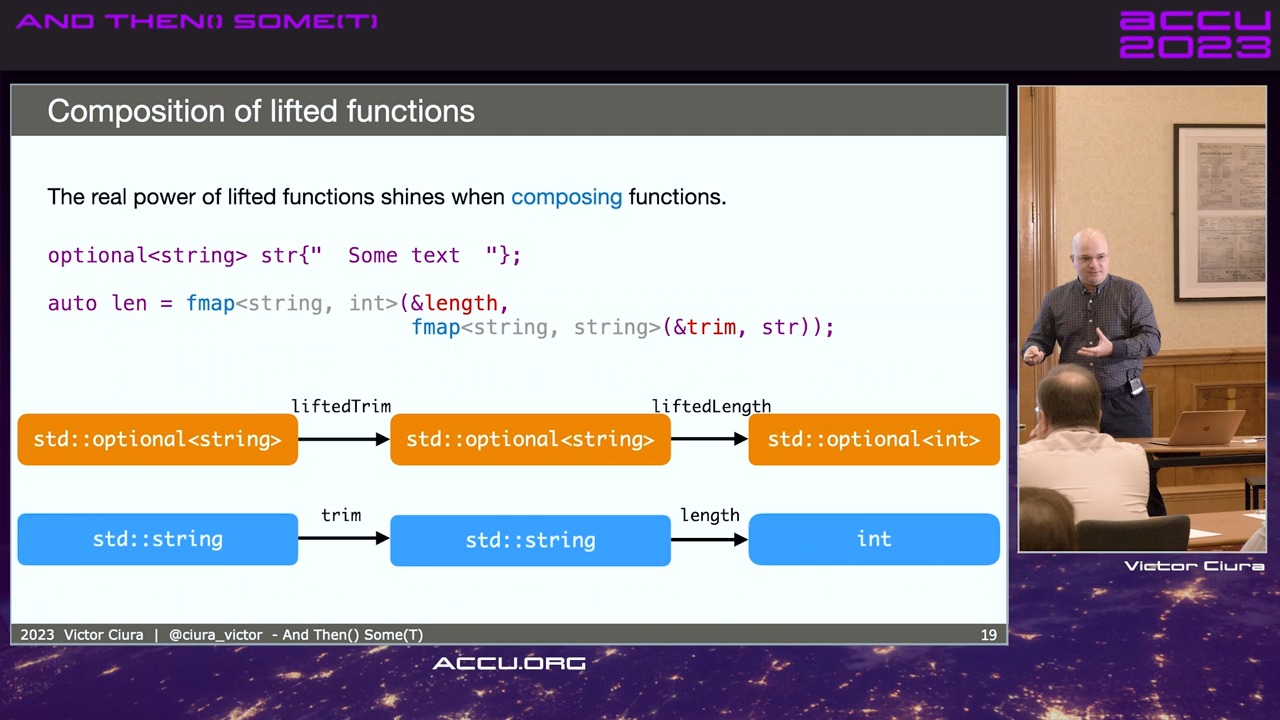 AND THEN() SOME(T)
ACCU
2023
Composition of lifted functions
The real power of lifted functions shines when composing functions.
optional<string> str{"  Some text  "};
auto len = fmap<string, int>(&length,
fmap<string, string>(&trim, str));
liftedTrim
liftedLength
std::optional<string>
std::optional<string>
std::optional<int>
trim
length
std::string
std::string
int
2023 Victor Ciura | @ciura_victor - And Then() Some(T)
19
Victor Ciura
ACCU.ORG